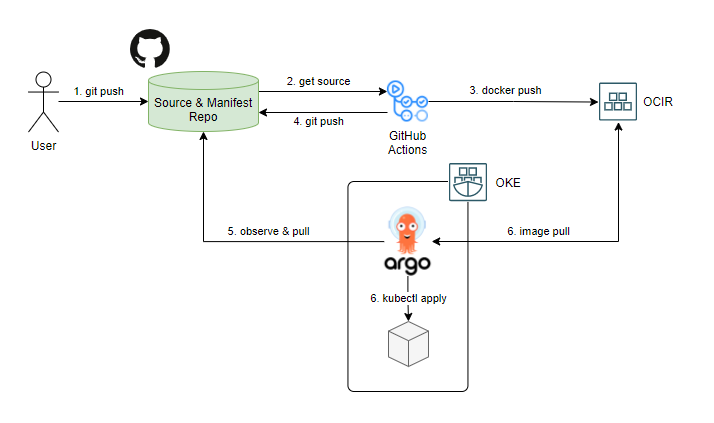 1. git push
Source & Manifest
Repo
2. get source
4. git push
3. docker push
OCIR
User
GitHub
Actions
OKE
5. observe & pull
6. image pull
argo
6. kubectl apply